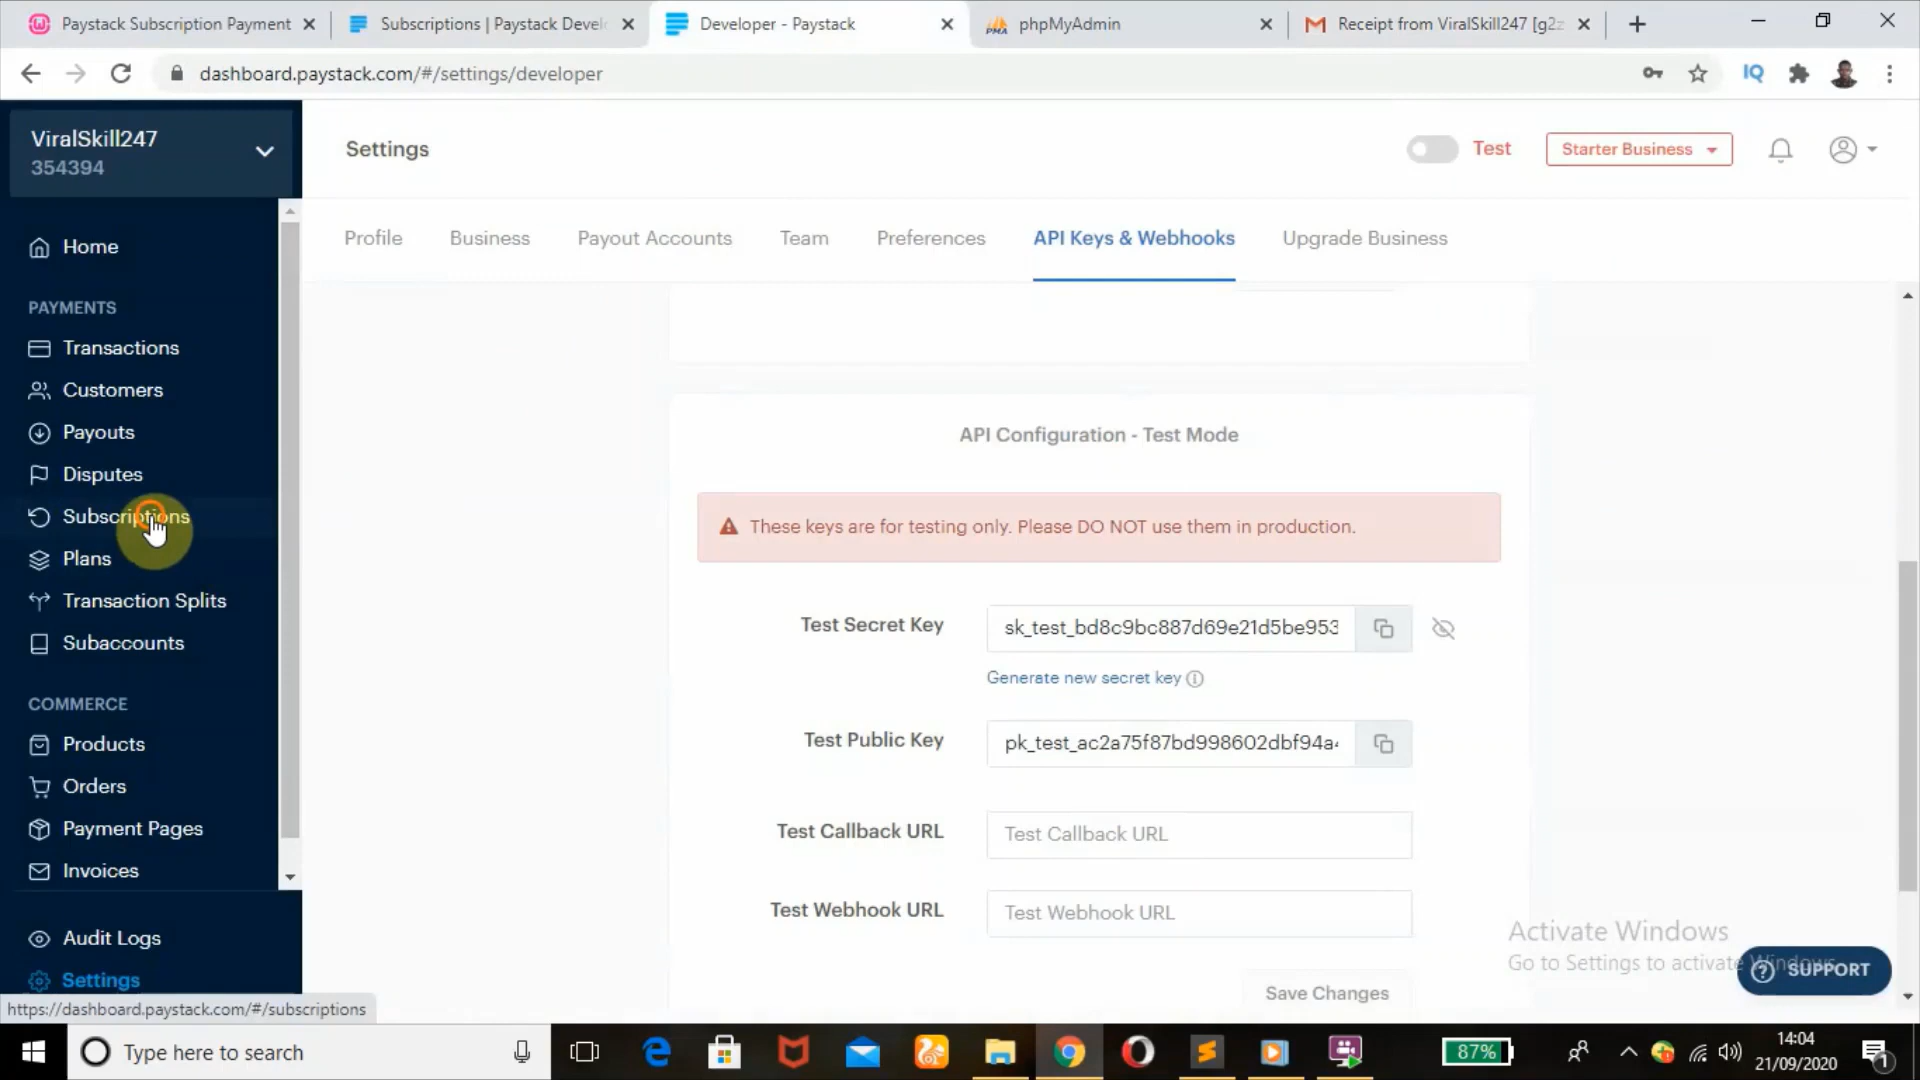 Paystack Subscription Payment
Subscriptions | Paystack Devel
Developer - Paystack
phpMyAdmin
Receipt from ViralSkill247 [g2z
dashboard.paystack.com/#/settings/developer
IQ
ViralSkill247
354394
Settings
Test
Starter Business
Home
Profile
Business
Payout Accounts
Team
Preferences
API Keys & Webhooks
Upgrade Business
PAYMENTS
Transactions
Customers
Payouts
Disputes
Subscriptions
Plans
Transaction Splits
Subaccounts
COMMERCE
Products
Orders
Payment Pages
Invoices
Audit Logs
Settings
API Configuration - Test Mode
These keys are for testing only. Please DO NOT use them in production.
Test Secret Key
sk_test_bd8c9bc887d69e21d5be953
Generate new secret key
Test Public Key
pk_test_ac2a75f87bd998602dbf94a4
Test Callback URL
Test Callback URL
Test Webhook URL
Test Webhook URL
Save Changes
Activate Windows
Go to Settings to activate Windows.
SUPPORT
https://dashboard.paystack.com/#/subscriptions
Type here to search
87%
14:04
21/09/2020
1